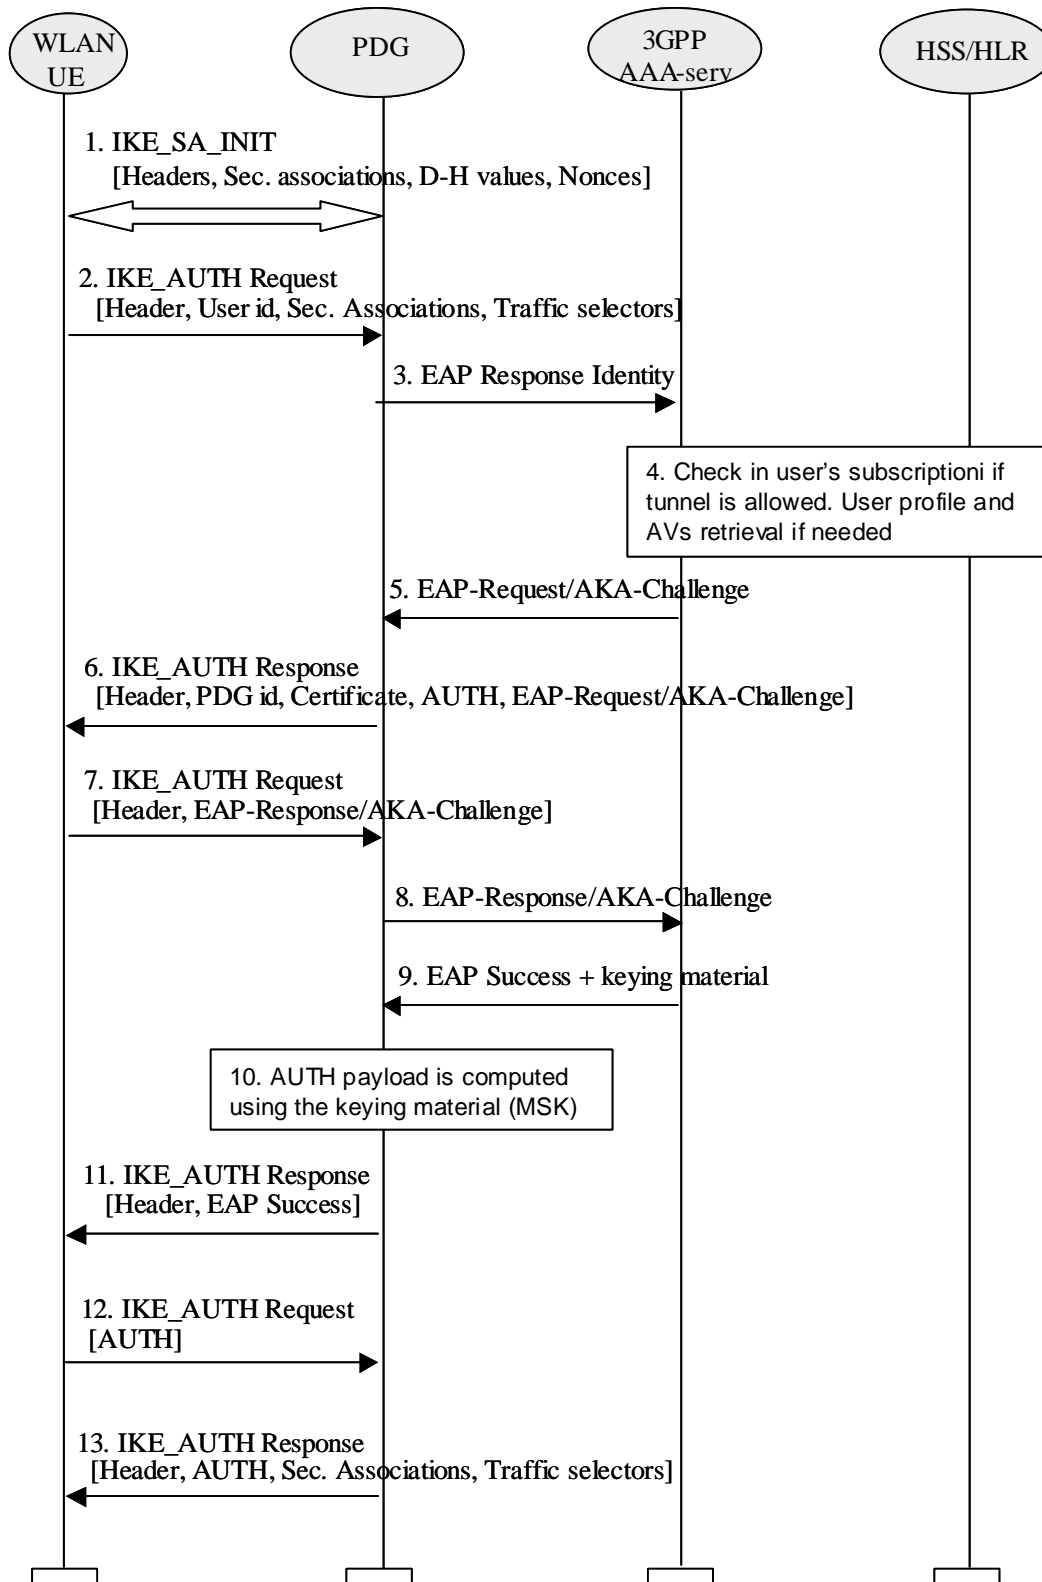 WLAN
UE
PDG
3GPP
AAA-serv
HSS/HLR
1. IKE_SA_INIT
[Headers, Sec. associations, D-H values, Nonces]
2. IKE_AUTH Request
[Header, User id, Sec. Associations, Traffic selectors]
3. EAP Response Identity
4. Check in user's subscriptioni if
tunnel is allowed. User profile and
AVs retrieval if needed
5. EAP-Request/AKA-Challenge
6. IKE_AUTH Response
[Header, PDG id, Certificate, AUTH, EAP-Request/AKA-Challenge]
7. IKE_AUTH Request
[Header, EAP-Response/AKA-Challenge]
8. EAP-Response/AKA-Challenge
9. EAP Success + keying material
10. AUTH payload is computed
using the keying material (MSK)
11. IKE_AUTH Response
[Header, EAP Success]
12. IKE_AUTH Request
[AUTH]
13. IKE_AUTH Response
[Header, AUTH, Sec. Associations, Traffic selectors]